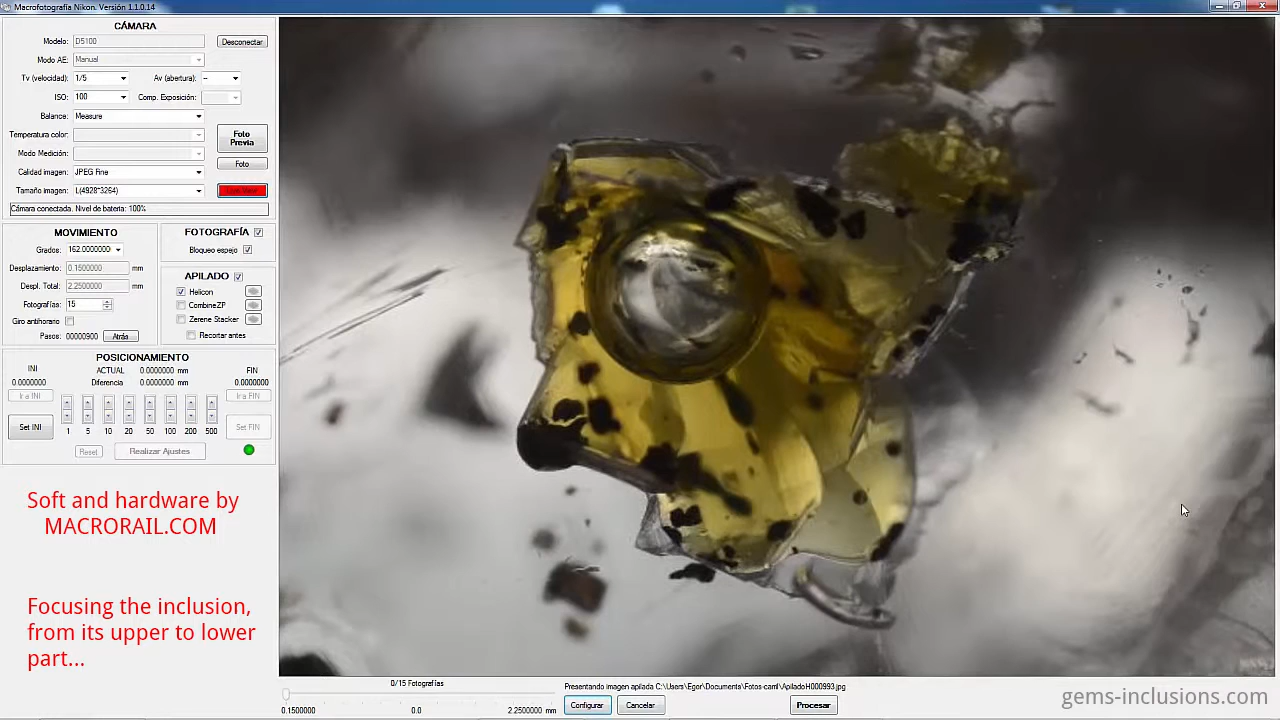 Macrofotografía Nikon. Versión 1.1.0.14
CÁMARA
Modelo: D5100 Desconectar
Modo AE: Manual
Tv (velocidad): 1/5 Av (abertura): --
ISO: 100 Comp. Exposición:
Balance: Measure
Temperatura color:
Foto Previa
Modo Medición:
Foto
Calidad imagen: JPEG Fine
Tamaño imagen: L(4928*3264)
Cámara conectada. Nivel de batería: 100%
MOVIMIENTO
Grados: 162.0000000
Desplazamiento: 0.1500000 mm
Despl. Total: 2.2500000 mm
Fotografías: 15
Giro antihorario
Pasos: 00000900 Atrás
FOTOGRAFÍA
Bloqueo espejo
APILADO
Helicon
CombineZP
Zerene Stacker
Recortar antes
POSICIONAMIENTO
INI ACTUAL 0.0000000 mm FIN
0.0000000 Diferencia 0.0000000 mm 0.0000000
Ir a INI Ir a FIN
Set INI Set FIN
1 5 10 20 50 100 200 500
Reset Realizar Ajustes
Soft and hardware by
MACRORAIL.COM
Focusing the inclusion,
from its upper to lower
part...
0/15 Fotografías
0.1500000 0.0 2.2500000 mm
Presentando imagen apilada C:\Users\Egor\Documents\Fotos-caml\ApiladoH000993.jpg
Configurar Cancelar Procesar
gems-inclusions.com